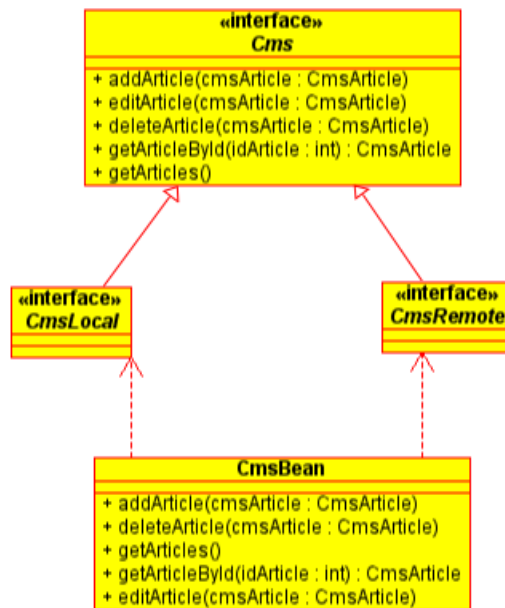 «interface»
Cms
+ addArticle(cmsArticle : CmsArticle)
+ editArticle(cmsArticle : CmsArticle)
+ deleteArticle(cmsArticle : CmsArticle)
+ getArticleById(idArticle : int) : CmsArticle
+ getArticles()
«interface»
CmsLocal
«interface»
CmsRemote
CmsBean
+ addArticle(cmsArticle : CmsArticle)
+ deleteArticle(cmsArticle : CmsArticle)
+ getArticles()
+ getArticleById(idArticle : int) : CmsArticle
+ editArticle(cmsArticle : CmsArticle)